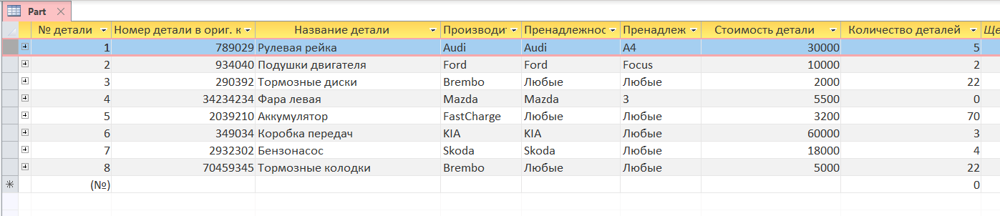 Part
№ детали Номер детали в ориг. к Название детали Производит Пренадлежнос Пренадлеж Стоимость детали Количество деталей Ще
1 789029 Рулевая рейка Audi Audi A4 30000 5
2 934040 Подушки двигателя Ford Ford Focus 10000 2
3 290392 Тормозные диски Brembo Любые Любые 2000 22
4 34234234 Фара левая Mazda Mazda 3 5500 0
5 2039210 Аккумулятор FastCharge Любые Любые 3200 70
6 349034 Коробка передач KIA KIA Любые 60000 3
7 2932302 Бензонасос Skoda Skoda Любые 18000 4
8 70459345 Тормозные колодки Brembo Любые Любые 5000 22
(№) 0